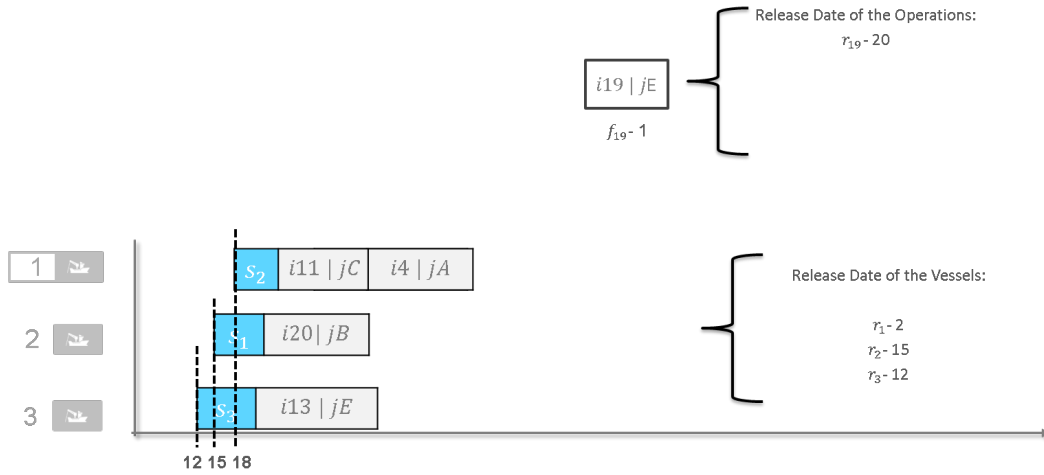 Release Date of the Operations:
r₁₉- 20
i19 | jE
f₁₉- 1
1
s₂
i11 | jC
i4 | jA
Release Date of the Vessels:
2
s₁
i20 | jB
r₁- 2
r₂- 15
r₃- 12
3
s₃
i13 | jE
12 15 18